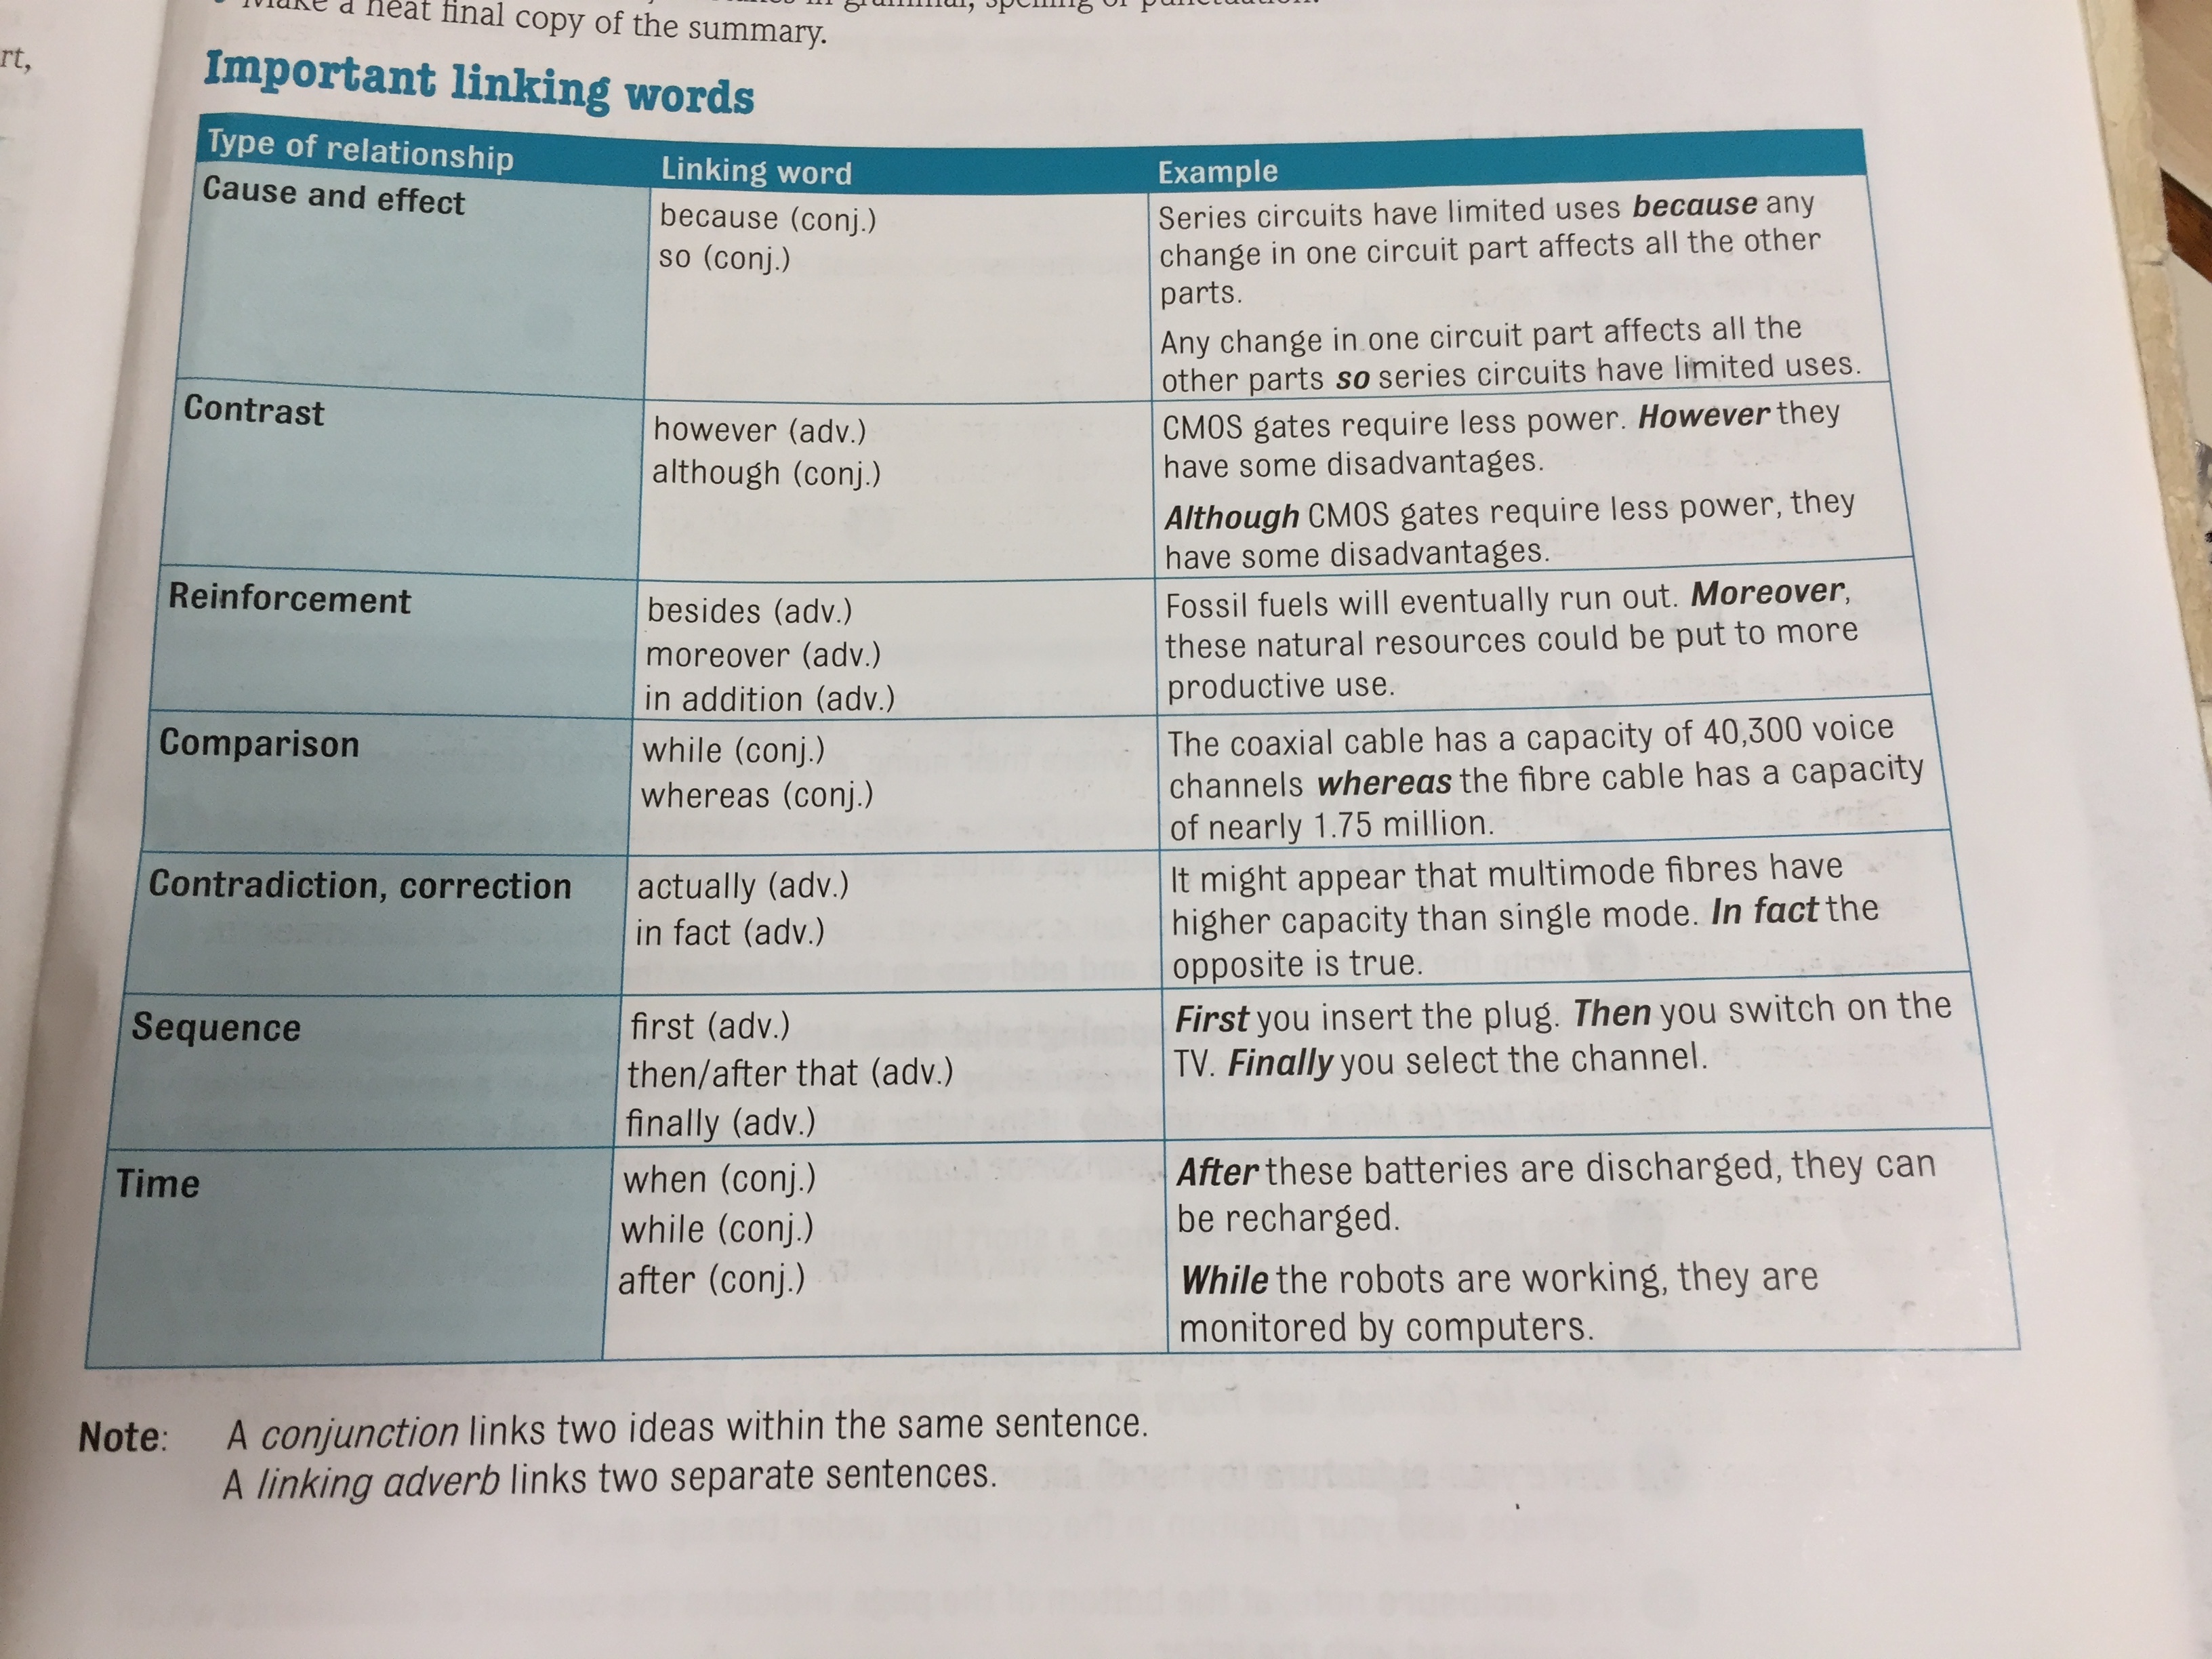 Make a neat final copy of the summary.
rt,
Important linking words
Type of relationship Linking word Example
Cause and effect
because (conj.)
so (conj.)
Series circuits have limited uses because any
change in one circuit part affects all the other
parts.
Any change in one circuit part affects all the
other parts so series circuits have limited uses.
Contrast
however (adv.)
although (conj.)
CMOS gates require less power. However they
have some disadvantages.
Although CMOS gates require less power, they
have some disadvantages.
Reinforcement
besides (adv.)
moreover (adv.)
in addition (adv.)
Fossil fuels will eventually run out. Moreover,
these natural resources could be put to more
productive use.
Comparison
while (conj.)
whereas (conj.)
The coaxial cable has a capacity of 40,300 voice
channels whereas the fibre cable has a capacity
of nearly 1.75 million.
Contradiction, correction
actually (adv.)
in fact (adv.)
It might appear that multimode fibres have
higher capacity than single mode. In fact the
opposite is true.
Sequence
first (adv.)
then/after that (adv.)
finally (adv.)
First you insert the plug. Then you switch on the
TV. Finally you select the channel.
Time
when (conj.)
while (conj.)
after (conj.)
After these batteries are discharged, they can
be recharged.
While the robots are working, they are
monitored by computers.
Note: A conjunction links two ideas within the same sentence.
A linking adverb links two separate sentences.